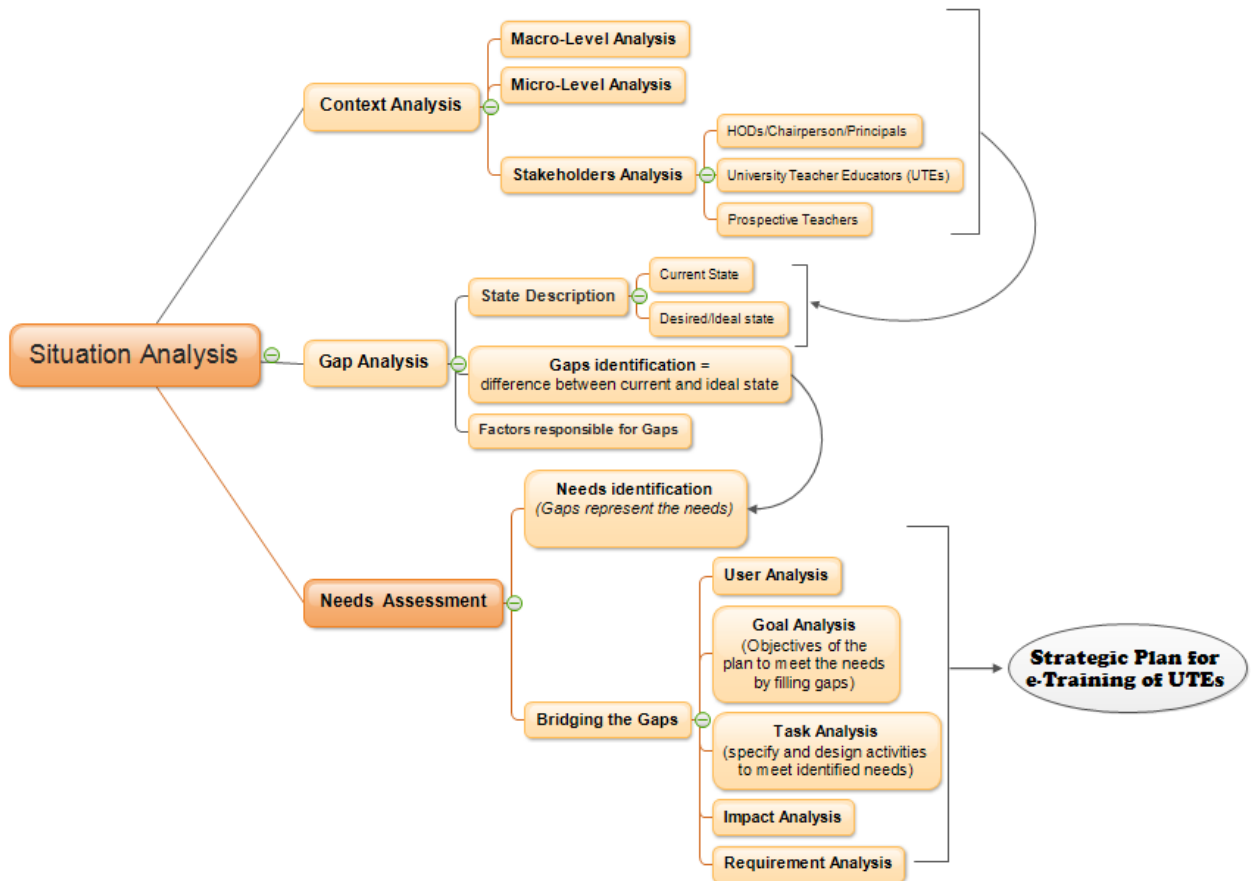 Macro-Level Analysis
Micro-Level Analysis
Context Analysis
HODs/Chairperson/Principals
Stakeholders Analysis
University Teacher Educators (UTEs)
Prospective Teachers
Current State
State Description
Desired/Ideal state
Situation Analysis
Gap Analysis
Gaps identification =
difference between current and ideal state
Factors responsible for Gaps
Needs identification
(Gaps represent the needs)
Needs Assessment
User Analysis
Goal Analysis
(Objectives of the
plan to meet the needs
by filling gaps)
Bridging the Gaps
Task Analysis
(specify and design activities
to meet identified needs)
Impact Analysis
Requirement Analysis
Strategic Plan for
e-Training of UTEs